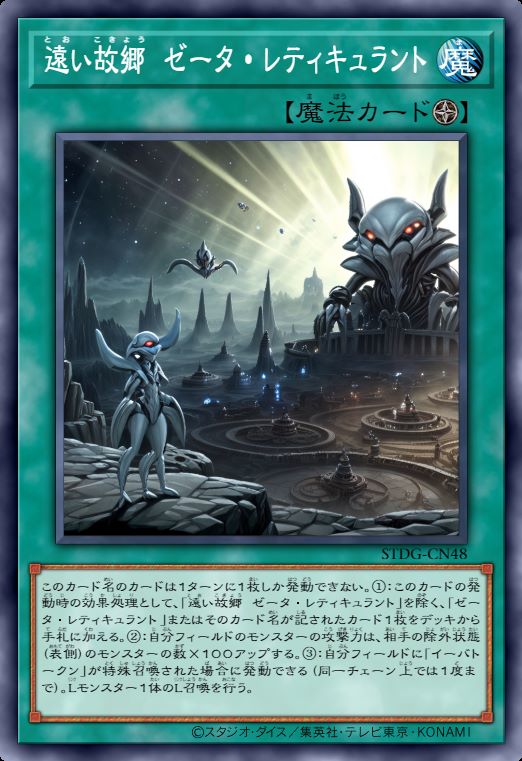 遠い故郷 ゼータ・レティキュラント 魔
【魔法カード】
STDG-CN48
このカード名のカードは1ターンに1枚しか発動できない。①：このカードの発
動時の効果処理として、「遠い故郷 ゼータ・レティキュラント」を除く、「ゼー
タ・レティキュラント」またはそのカード名が記されたカード1枚をデッキから
手札に加える。②：自分フィールドのモンスターの攻撃力は、相手の除外状態
（表側）のモンスターの数×100アップする。③：自分フィールドに「イーバト
ークン」が特殊召喚された場合に発動できる（同一チェーン上では1度
まで）。Lモンスター1体のL召喚を行う。
©スタジオ・ダイス／集英社・テレビ東京・KONAMI